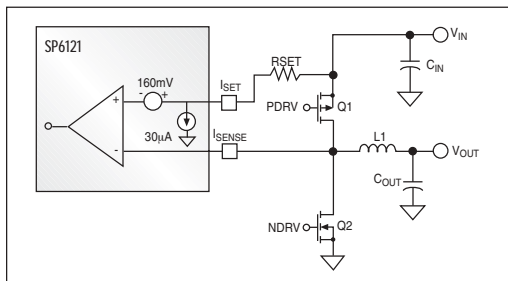 SP6121
160mV
- +
+
-
30μA
ISET
ISENSE
RSET
PDRV
Q1
VIN
CIN
L1
VOUT
COUT
NDRV
Q2